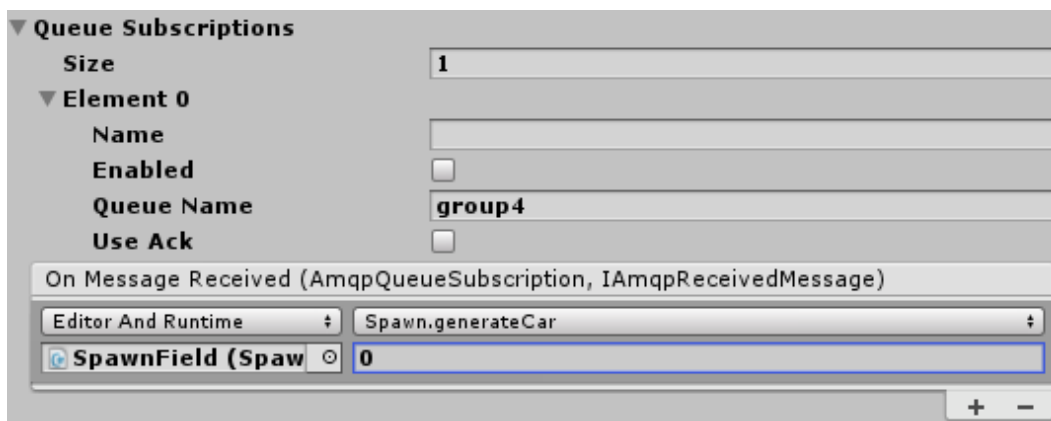 Queue Subscriptions
Size 1
Element 0
Name
Enabled
Queue Name group4
Use Ack
On Message Received (AmqpQueueSubscription, IAmqpReceivedMessage)
Editor And Runtime Spawn.generateCar
SpawnField (Spaw 0
+ −